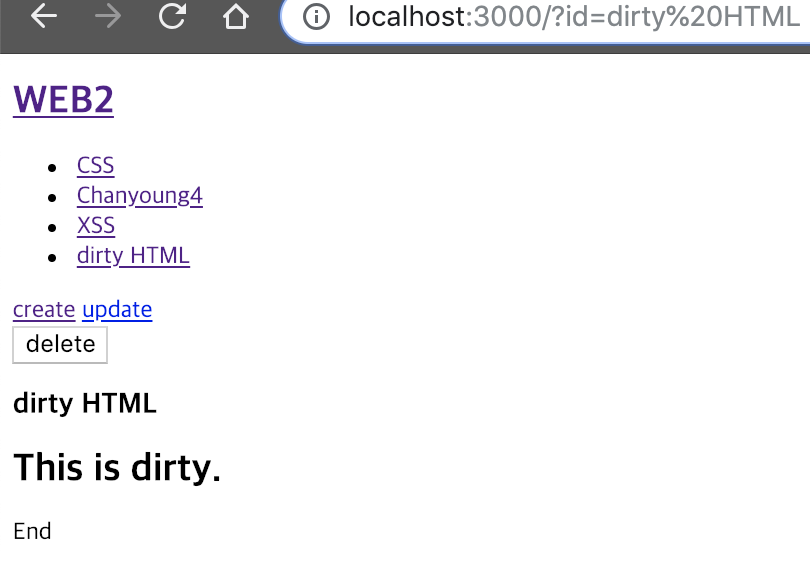 localhost:3000/?id=dirty%20HTML
WEB2
CSS
Chanyoung4
XSS
dirty HTML
create update
delete
dirty HTML
This is dirty.
End